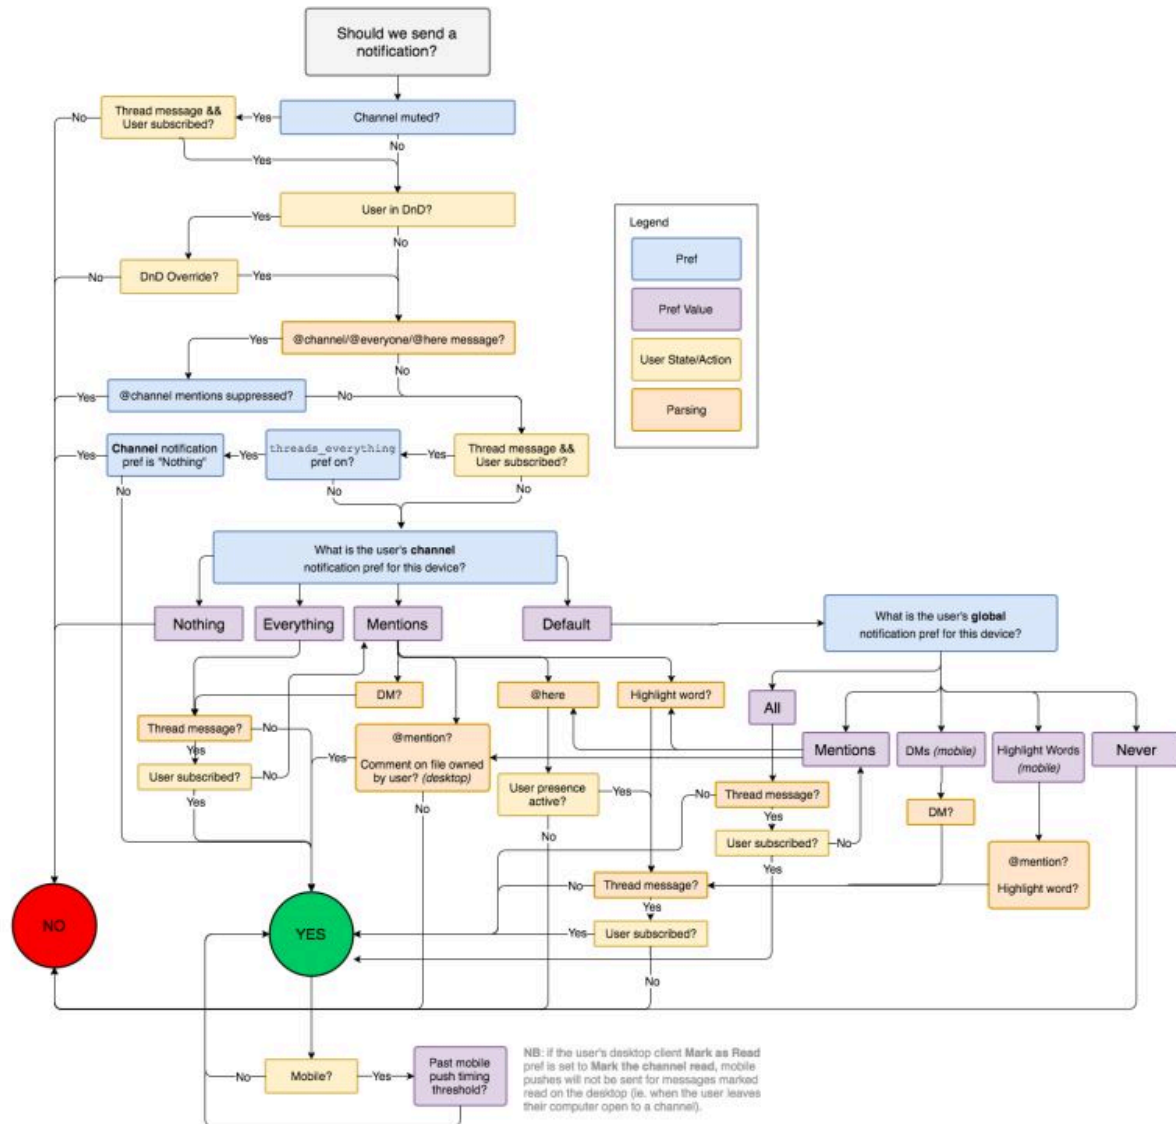 Should we send a
notification?
Thread message &&
User subscribed?
No
Yes
Channel muted?
No
Yes
User in DnD?
Yes
No
DnD Override?
No
Yes
@channel/@everyone/@here message?
Yes
No
@channel mentions suppressed?
Yes
No
Channel notification
pref is "Nothing"
Yes
Yes
threads_everything
pref on?
Yes
Thread message &&
User subscribed?
No
No
No
Legend
Pref
Pref Value
User State/Action
Parsing
What is the user's channel
notification pref for this device?
Nothing
Everything
Mentions
Default
What is the user's global
notification pref for this device?
DM?
@here
Highlight word?
All
Thread message?
No
Yes
User subscribed?
No
Yes
@mention?
Comment on file owned
by user? (desktop)
Yes
No
User presence
active?
Yes
No
Mentions
DMs (mobile)
Highlight Words
(mobile)
Never
Thread message?
No
Yes
User subscribed?
No
Yes
DM?
@mention?
Highlight word?
Thread message?
No
Yes
User subscribed?
Yes
No
NO
YES
Mobile?
No
Yes
Past mobile
push timing
threshold?
NB: if the user's desktop client Mark as Read
pref is set to Mark the channel read, mobile
pushes will not be sent for messages marked
read on the desktop (ie. when the user leaves
their computer open to a channel).